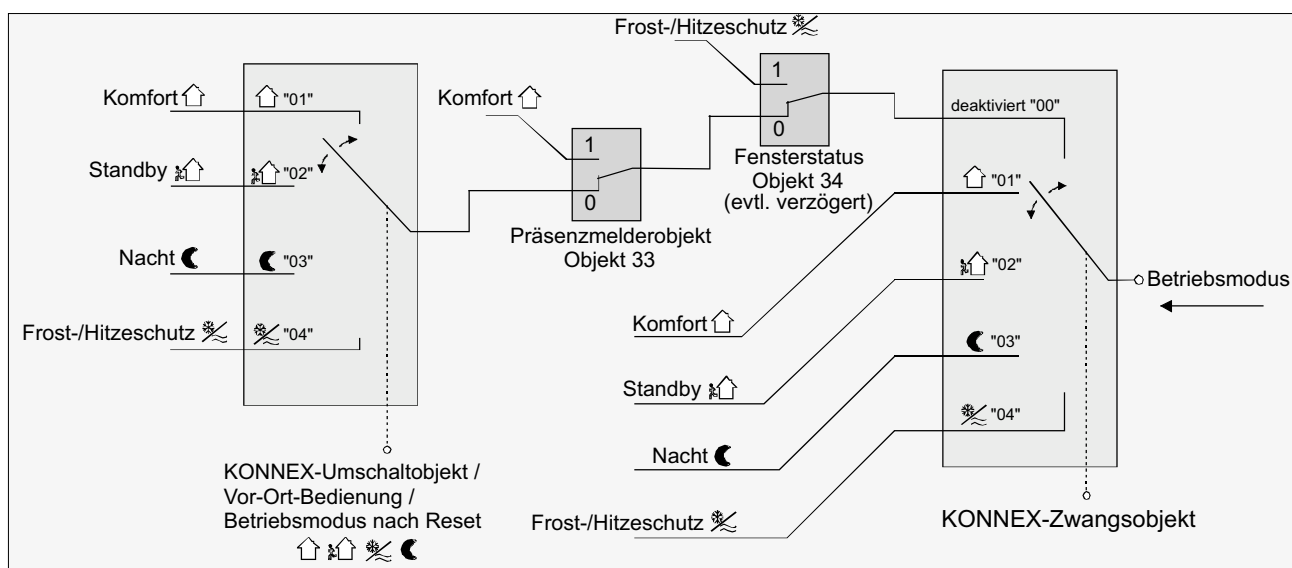 Frost-/Hitzeschutz
Komfort
"01"
Standby
"02"
Nacht
"03"
Frost-/Hitzeschutz
"04"
KONNEX-Umschaltobjekt /
Vor-Ort-Bedienung /
Betriebsmodus nach Reset
Komfort
1
0
Präsenzmelderobjekt
Objekt 33
1
0
Fensterstatus
Objekt 34
(evtl. verzögert)
deaktiviert "00"
"01"
"02"
"03"
"04"
Komfort
Standby
Nacht
Frost-/Hitzeschutz
Betriebsmodus
KONNEX-Zwangsobjekt